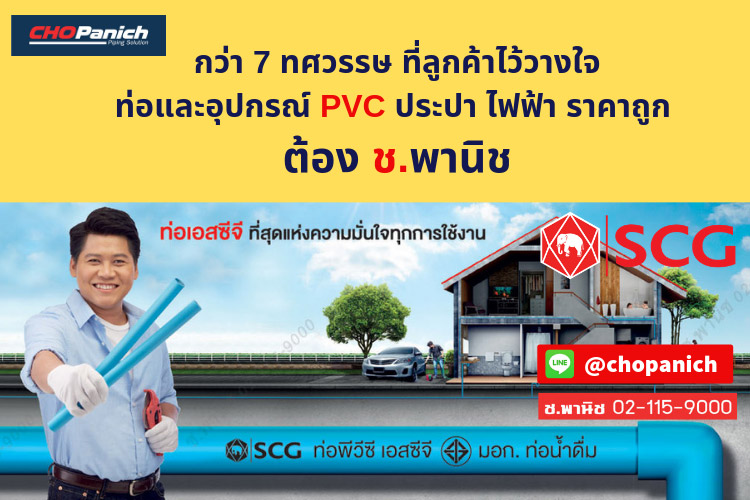 CHOPanich
Piping Solution
กว่า 7 ทศวรรษ ที่ลูกค้าไว้วางใจ
ท่อและอุปกรณ์ PVC ประปา ไฟฟ้า ราคาถูก
ต้อง ช.พานิช
ท่อเอสซีจี ที่สุดแห่งความมั่นใจทุกการใช้งาน
SCG
LINE @chopanich
ช.พานิช 02-115-9000
SCG ท่อพีวีซี เอสซีจี มอก. ท่อน้ำดื่ม